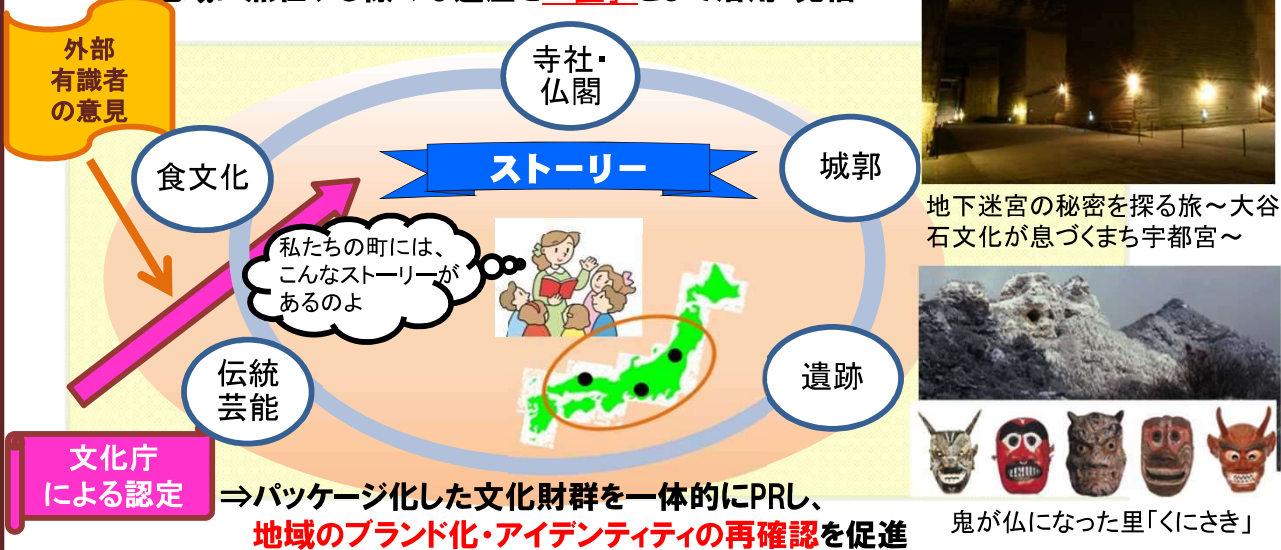 外部
有識者
の意見
寺社・
仏閣
食文化
ストーリー
城郭
地下迷宮の秘密を探る旅～大谷
石文化が息づくまち宇都宮～
私たちの町には、
こんなストーリーが
あるのよ
伝統
芸能
遺跡
文化庁
による認定
⇒パッケージ化した文化財群を一体的にPRし、
地域のブランド化・アイデンティティの再確認を促進
鬼が仏になった里「くにさき」